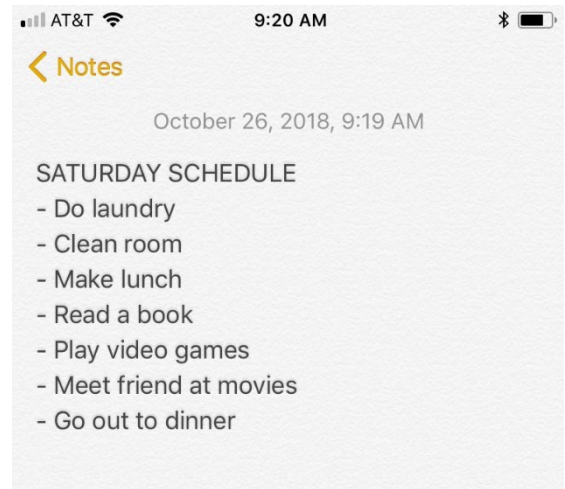 AT&T 9:20 AM
Notes
October 26, 2018, 9:19 AM
SATURDAY SCHEDULE
- Do laundry
- Clean room
- Make lunch
- Read a book
- Play video games
- Meet friend at movies
- Go out to dinner